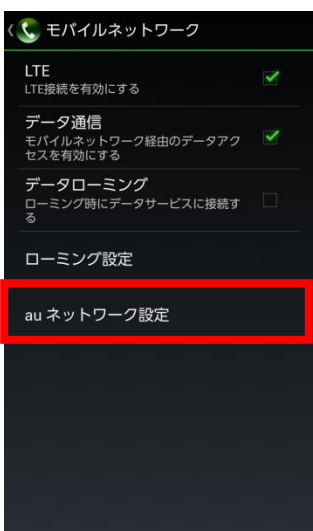 モバイルネットワーク
LTE
LTE接続を有効にする
データ通信
モバイルネットワーク経由のデータアク
セスを有効にする
データローミング
ローミング時にデータサービスに接続す
る
ローミング設定
au ネットワーク設定